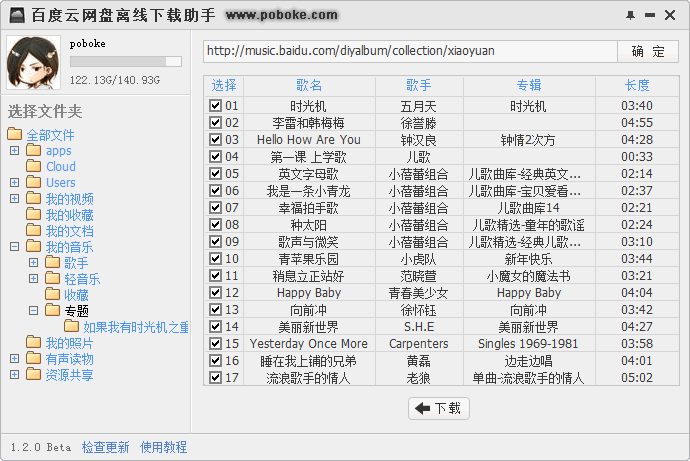 百度云网盘离线下载助手 www.poboke.com
poboke
122.13G/140.93G
选择文件夹
全部文件
apps
Cloud
Users
我的视频
我的收藏
我的文档
我的音乐
歌手
轻音乐
收藏
专题
如果我有时光机之重
我的照片
有声读物
资源共享
http://music.baidu.com/diyalbum/collection/xiaoyuan 确 定
选择 歌名 歌手 专辑 长度
01 时光机 五月天 时光机 03:40
02 李雷和韩梅梅 徐誉滕 04:55
03 Hello How Are You 钟汉良 钟情2次方 04:28
04 第一课 上学歌 儿歌 00:33
05 英文字母歌 小蓓蕾组合 儿歌曲库-经典英文... 02:14
06 我是一条小青龙 小蓓蕾组合 儿歌曲库-宝贝爱看... 02:37
07 幸福拍手歌 小蓓蕾组合 儿歌曲库14 02:21
08 种太阳 小蓓蕾组合 儿歌精选-童年的歌谣 02:24
09 歌声与微笑 小蓓蕾组合 儿歌精选-经典儿歌... 03:10
10 青苹果乐园 小虎队 新年快乐 03:44
11 稍息立正站好 范晓萱 小魔女的魔法书 03:21
12 Happy Baby 青春美少女 Happy Baby 04:04
13 向前冲 徐怀钰 向前冲 03:42
14 美丽新世界 S.H.E 美丽新世界 04:27
15 Yesterday Once More Carpenters Singles 1969-1981 03:58
16 睡在我上铺的兄弟 黄磊 边走边唱 04:01
17 流浪歌手的情人 老狼 单曲-流浪歌手的情人 05:02
下载
1.2.0 Beta 检查更新 使用教程